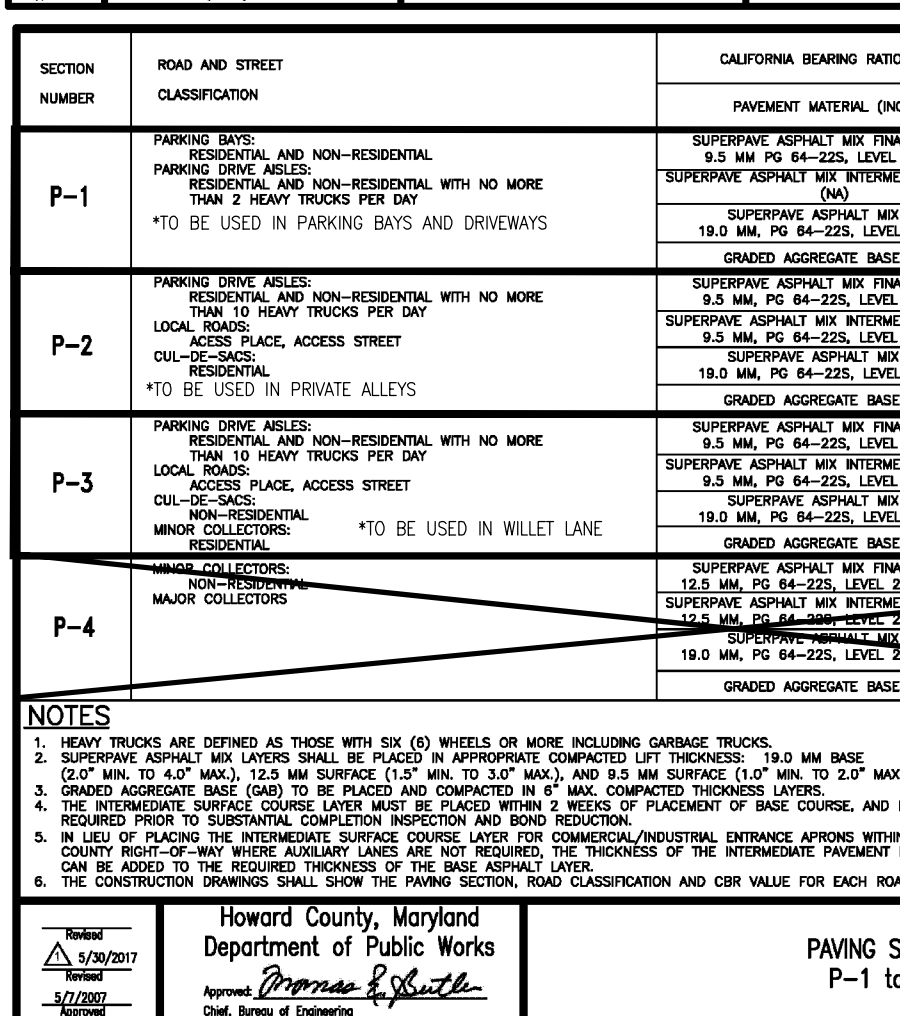 SECTION
NUMBER
ROAD AND STREET
CLASSIFICATION
CALIFORNIA BEARING RATIO
PAVEMENT MATERIAL (INC
P-1
PARKING BAYS:
RESIDENTIAL AND NON-RESIDENTIAL
PARKING DRIVE AISLES:
RESIDENTIAL AND NON-RESIDENTIAL WITH NO MORE
THAN 2 HEAVY TRUCKS PER DAY
*TO BE USED IN PARKING BAYS AND DRIVEWAYS
SUPERPAVE ASPHALT MIX FINA
9.5 MM PG 64-22S, LEVEL
SUPERPAVE ASPHALT MIX INTERME
(NA)
SUPERPAVE ASPHALT MIX
19.0 MM, PG 64-22S, LEVEL
GRADED AGGREGATE BASE
P-2
PARKING DRIVE AISLES:
RESIDENTIAL AND NON-RESIDENTIAL WITH NO MORE
THAN 10 HEAVY TRUCKS PER DAY
LOCAL ROADS:
ACESS PLACE, ACCESS STREET
CUL-DE-SACS:
RESIDENTIAL
*TO BE USED IN PRIVATE ALLEYS
SUPERPAVE ASPHALT MIX FINA
9.5 MM, PG 64-22S, LEVEL
SUPERPAVE ASPHALT MIX INTERME
9.5 MM, PG 64-22S, LEVEL
SUPERPAVE ASPHALT MIX
19.0 MM, PG 64-22S, LEVEL
GRADED AGGREGATE BASE
P-3
PARKING DRIVE AISLES:
RESIDENTIAL AND NON-RESIDENTIAL WITH NO MORE
THAN 10 HEAVY TRUCKS PER DAY
LOCAL ROADS:
ACCESS PLACE, ACCESS STREET
CUL-DE-SACS:
NON-RESIDENTIAL
MINOR COLLECTORS: *TO BE USED IN WILLET LANE
RESIDENTIAL
SUPERPAVE ASPHALT MIX FINA
9.5 MM, PG 64-22S, LEVEL
SUPERPAVE ASPHALT MIX INTERME
9.5 MM, PG 64-22S, LEVEL
SUPERPAVE ASPHALT MIX
19.0 MM, PG 64-22S, LEVEL
GRADED AGGREGATE BASE
P-4
MINOR COLLECTORS:
NON-RESIDENTIAL
MAJOR COLLECTORS
SUPERPAVE ASPHALT MIX FINA
12.5 MM, PG 64-22S, LEVEL 2
SUPERPAVE ASPHALT MIX INTERME
12.5 MM, PG 64-22S, LEVEL 2
SUPERPAVE ASPHALT MIX
19.0 MM, PG 64-22S, LEVEL 2
GRADED AGGREGATE BASE
NOTES
1. HEAVY TRUCKS ARE DEFINED AS THOSE WITH SIX (6) WHEELS OR MORE INCLUDING GARBAGE TRUCKS.
2. SUPERPAVE ASPHALT MIX LAYERS SHALL BE PLACED IN APPROPRIATE COMPACTED LIFT THICKNESS: 19.0 MM BASE
(2.0" MIN. TO 4.0" MAX.), 12.5 MM SURFACE (1.5" MIN. TO 3.0" MAX.), AND 9.5 MM SURFACE (1.0" MIN. TO 2.0" MAX
3. GRADED AGGREGATE BASE (GAB) TO BE PLACED AND COMPACTED IN 6" MAX. COMPACTED THICKNESS LAYERS.
4. THE INTERMEDIATE SURFACE COURSE LAYER MUST BE PLACED WITHIN 2 WEEKS OF PLACEMENT OF BASE COURSE, AND
REQUIRED PRIOR TO SUBSTANTIAL COMPLETION INSPECTION AND BOND REDUCTION.
5. IN LIEU OF PLACING THE INTERMEDIATE SURFACE COURSE LAYER FOR COMMERCIAL/INDUSTRIAL ENTRANCE APRONS WITHIN
COUNTY RIGHT-OF-WAY WHERE AUXILIARY LANES ARE NOT REQUIRED, THE THICKNESS OF THE INTERMEDIATE PAVEMENT
CAN BE ADDED TO THE REQUIRED THICKNESS OF THE BASE ASPHALT LAYER.
6. THE CONSTRUCTION DRAWINGS SHALL SHOW THE PAVING SECTION, ROAD CLASSIFICATION AND CBR VALUE FOR EACH ROA
Revised
1 5/30/2017
Revised
5/7/2007
Approved
Howard County, Maryland
Department of Public Works
Approved: Thomas E. Butler
Chief, Bureau of Engineering
PAVING S
P-1 to